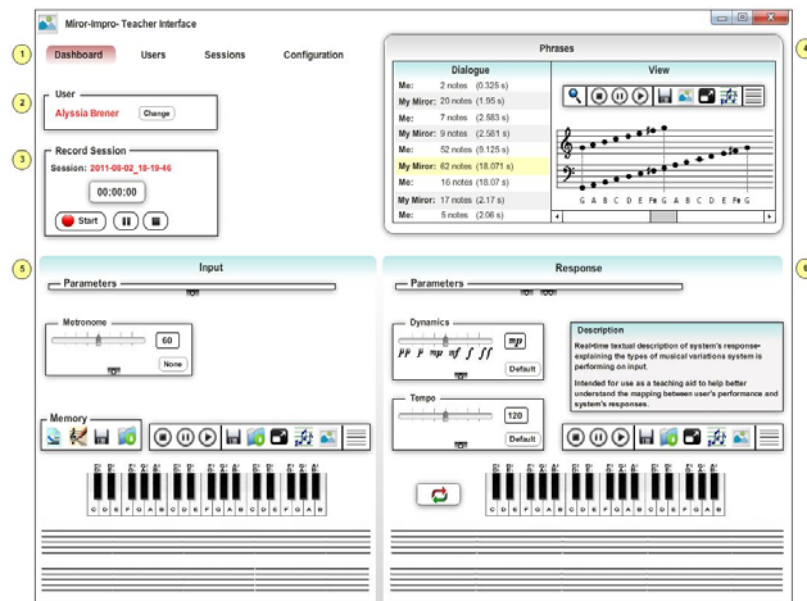 Miror-Impro- Teacher Interface
1
Dashboard Users Sessions Configuration
2
User
Alyssia Brener Change
3
Record Session
Session: 2011-08-02_18-19-46
00:00:00
Start
4
Phrases
Dialogue
Me: 2 notes (0.325 s)
My Miror: 20 notes (1.95 s)
Me: 7 notes (2.583 s)
My Miror: 9 notes (2.581 s)
Me: 52 notes (9.125 s)
My Miror: 62 notes (18.071 s)
Me: 16 notes (18.07 s)
My Miror: 17 notes (2.17 s)
Me: 5 notes (2.06 s)
View
G A B C D E F# G A B C D E F# G
5
Input
Parameters
Metronome
60
None
Memory
C D E F G A B C D E F G A B C D E F G A B
6
Response
Parameters
Dynamics
pp p mp mf f ff
mp
Default
Tempo
120
Default
Description
Real-time textual description of system's response-
explaining the types of musical variations system is
performing on input.
Intended for use as a teaching aid to help better
understand the mapping between user's performance and
system's responses.
C D E F G A B C D E F G A B C D E F G A B